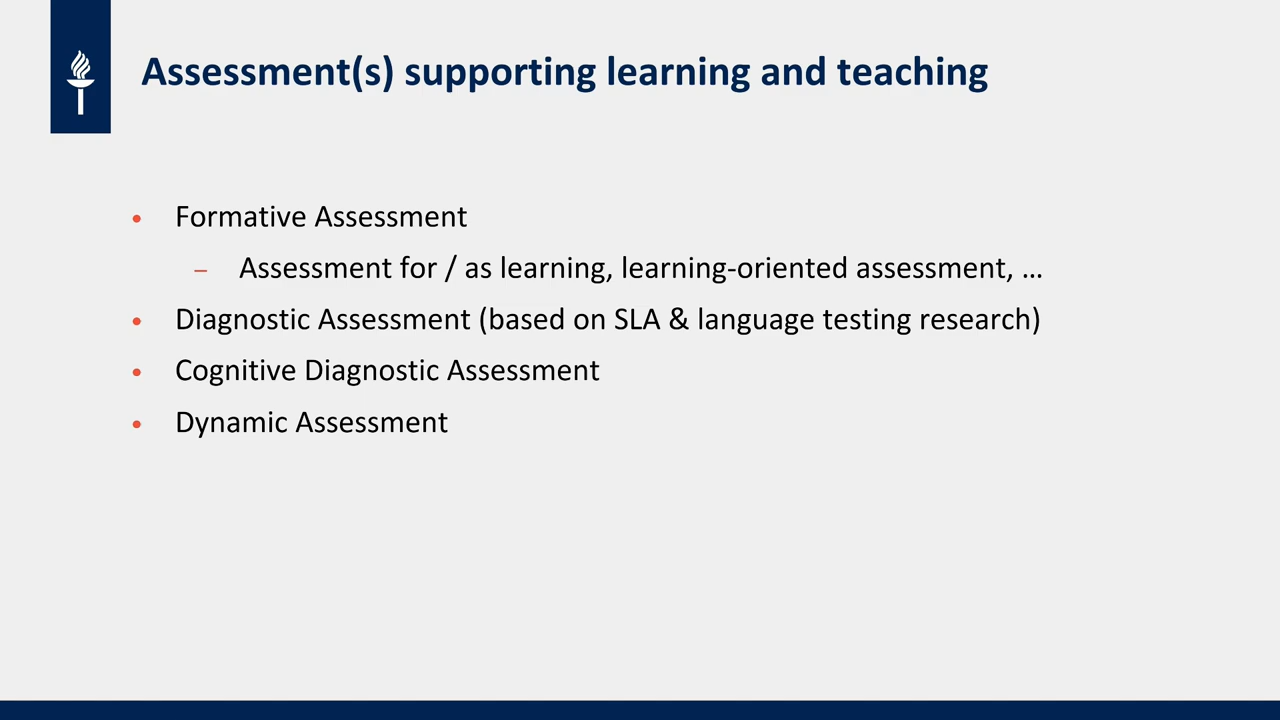 Assessment(s) supporting learning and teaching
• Formative Assessment
– Assessment for / as learning, learning-oriented assessment, …
• Diagnostic Assessment (based on SLA & language testing research)
• Cognitive Diagnostic Assessment
• Dynamic Assessment